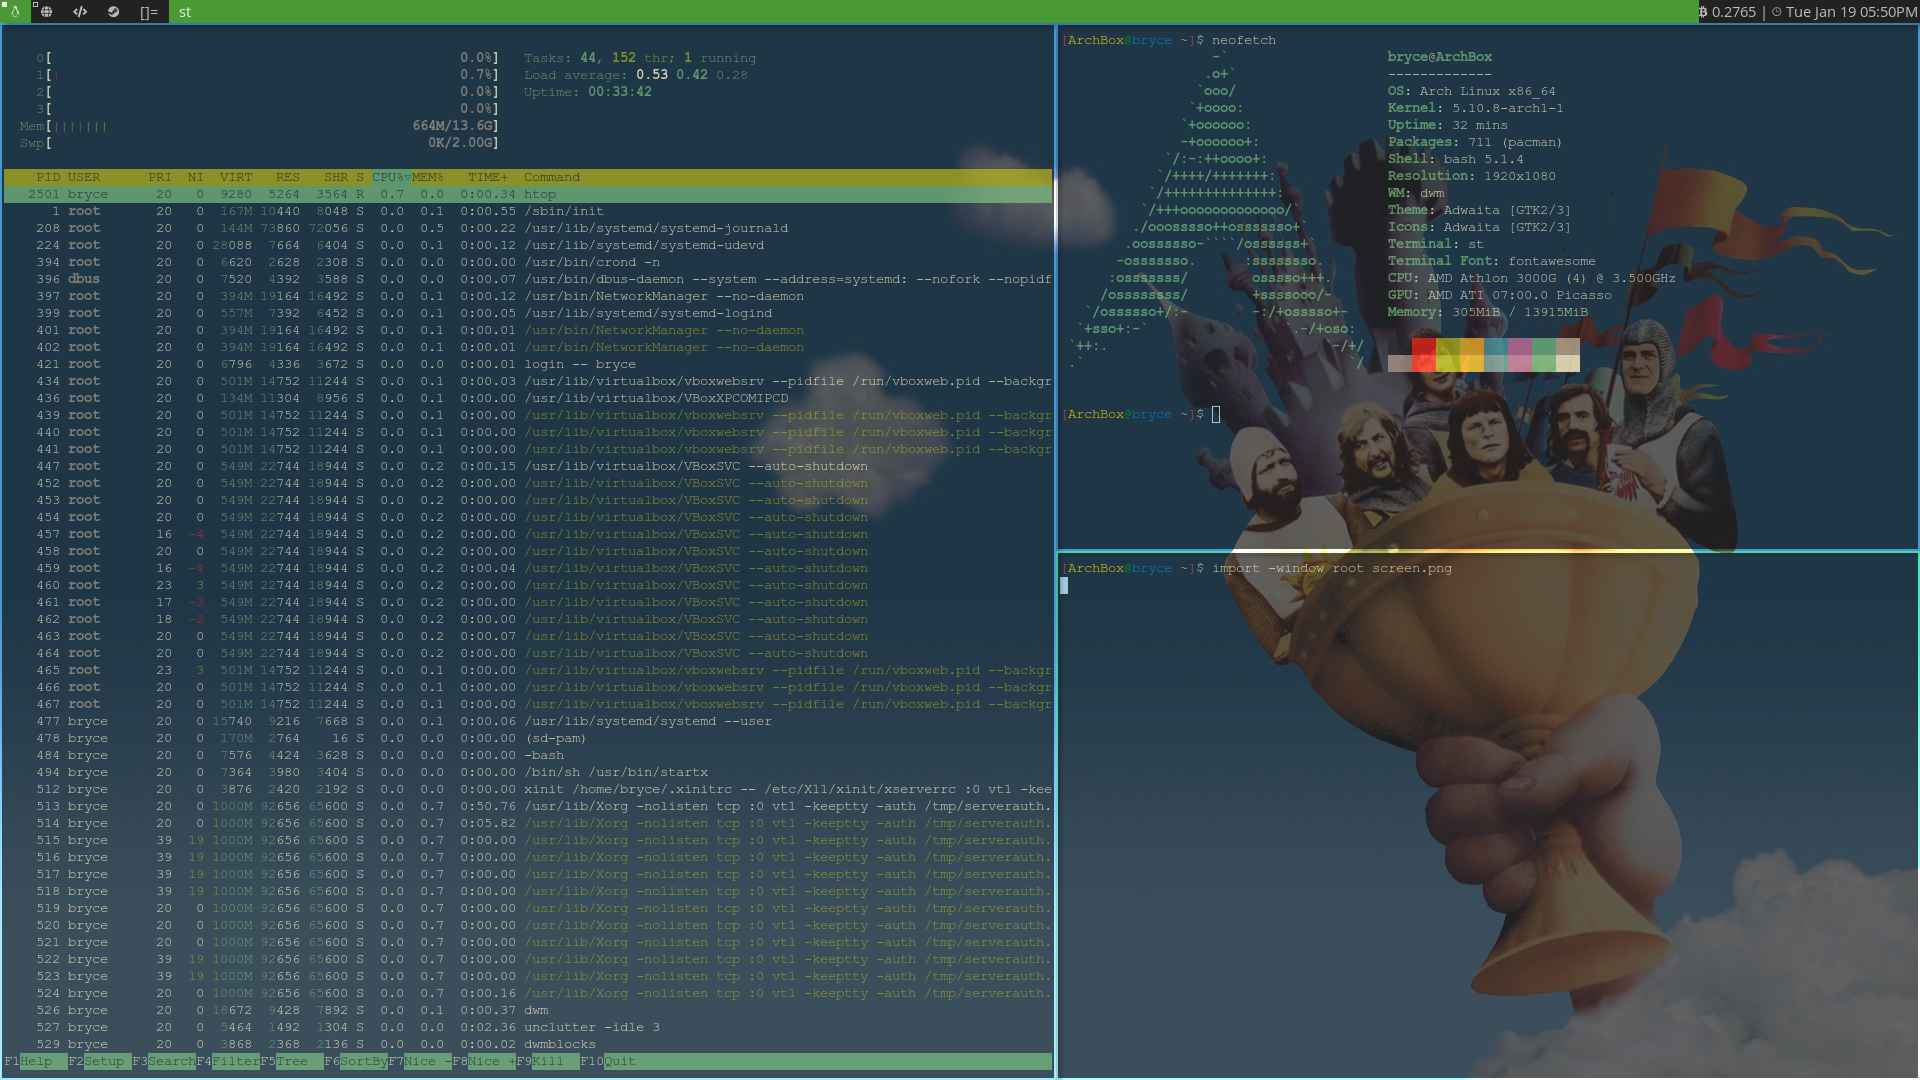 []= st
0.2765 | Tue Jan 19 05:50PM
0[ 0.0%] Tasks: 44, 152 thr; 1 running
1[| 0.7%] Load average: 0.53 0.42 0.28
2[ 0.0%] Uptime: 00:33:42
3[ 0.0%]
Mem[||||||| 664M/13.6G]
Swp[ 0K/2.00G]
PID USER PRI NI VIRT RES SHR S CPU%▽MEM% TIME+ Command
2501 bryce 20 0 9280 5264 3564 R 0.7 0.0 0:00.34 htop
1 root 20 0 167M 10440 8048 S 0.0 0.1 0:00.55 /sbin/init
208 root 20 0 144M 73860 72056 S 0.0 0.5 0:00.22 /usr/lib/systemd/systemd-journald
224 root 20 0 28088 7664 6404 S 0.0 0.1 0:00.12 /usr/lib/systemd/systemd-udevd
394 root 20 0 6620 2628 2308 S 0.0 0.0 0:00.00 /usr/bin/crond -n
396 dbus 20 0 7520 4392 3588 S 0.0 0.0 0:00.07 /usr/bin/dbus-daemon --system --address=systemd: --nofork --nopidf
397 root 20 0 394M 19164 16492 S 0.0 0.1 0:00.12 /usr/bin/NetworkManager --no-daemon
399 root 20 0 557M 7392 6452 S 0.0 0.1 0:00.05 /usr/lib/systemd/systemd-logind
401 root 20 0 394M 19164 16492 S 0.0 0.1 0:00.01 /usr/bin/NetworkManager --no-daemon
402 root 20 0 394M 19164 16492 S 0.0 0.1 0:00.01 /usr/bin/NetworkManager --no-daemon
421 root 20 0 6796 4336 3672 S 0.0 0.0 0:00.01 login -- bryce
434 root 20 0 501M 14752 11244 S 0.0 0.1 0:00.03 /usr/lib/virtualbox/vboxwebsrv --pidfile /run/vboxweb.pid --backgr
436 root 20 0 134M 11304 8956 S 0.0 0.1 0:00.00 /usr/lib/virtualbox/VBoxXPCOMIPCD
439 root 20 0 501M 14752 11244 S 0.0 0.1 0:00.00 /usr/lib/virtualbox/vboxwebsrv --pidfile /run/vboxweb.pid --backgr
440 root 20 0 501M 14752 11244 S 0.0 0.1 0:00.00 /usr/lib/virtualbox/vboxwebsrv --pidfile /run/vboxweb.pid --backgr
441 root 20 0 501M 14752 11244 S 0.0 0.1 0:00.00 /usr/lib/virtualbox/vboxwebsrv --pidfile /run/vboxweb.pid --backgr
447 root 20 0 549M 22744 18944 S 0.0 0.2 0:00.15 /usr/lib/virtualbox/VBoxSVC --auto-shutdown
452 root 20 0 549M 22744 18944 S 0.0 0.2 0:00.00 /usr/lib/virtualbox/VBoxSVC --auto-shutdown
453 root 20 0 549M 22744 18944 S 0.0 0.2 0:00.00 /usr/lib/virtualbox/VBoxSVC --auto-shutdown
454 root 20 0 549M 22744 18944 S 0.0 0.2 0:00.00 /usr/lib/virtualbox/VBoxSVC --auto-shutdown
457 root 16 -4 549M 22744 18944 S 0.0 0.2 0:00.00 /usr/lib/virtualbox/VBoxSVC --auto-shutdown
458 root 20 0 549M 22744 18944 S 0.0 0.2 0:00.00 /usr/lib/virtualbox/VBoxSVC --auto-shutdown
459 root 16 -4 549M 22744 18944 S 0.0 0.2 0:00.04 /usr/lib/virtualbox/VBoxSVC --auto-shutdown
460 root 23 3 549M 22744 18944 S 0.0 0.2 0:00.00 /usr/lib/virtualbox/VBoxSVC --auto-shutdown
461 root 17 -3 549M 22744 18944 S 0.0 0.2 0:00.00 /usr/lib/virtualbox/VBoxSVC --auto-shutdown
462 root 18 -2 549M 22744 18944 S 0.0 0.2 0:00.00 /usr/lib/virtualbox/VBoxSVC --auto-shutdown
463 root 20 0 549M 22744 18944 S 0.0 0.2 0:00.07 /usr/lib/virtualbox/VBoxSVC --auto-shutdown
464 root 20 0 549M 22744 18944 S 0.0 0.2 0:00.00 /usr/lib/virtualbox/VBoxSVC --auto-shutdown
465 root 23 3 501M 14752 11244 S 0.0 0.1 0:00.00 /usr/lib/virtualbox/vboxwebsrv --pidfile /run/vboxweb.pid --backgr
466 root 20 0 501M 14752 11244 S 0.0 0.1 0:00.00 /usr/lib/virtualbox/vboxwebsrv --pidfile /run/vboxweb.pid --backgr
467 root 20 0 501M 14752 11244 S 0.0 0.1 0:00.00 /usr/lib/virtualbox/vboxwebsrv --pidfile /run/vboxweb.pid --backgr
477 bryce 20 0 15740 9216 7668 S 0.0 0.1 0:00.06 /usr/lib/systemd/systemd --user
478 bryce 20 0 170M 2764 16 S 0.0 0.0 0:00.00 (sd-pam)
484 bryce 20 0 7576 4424 3628 S 0.0 0.0 0:00.00 -bash
494 bryce 20 0 7364 3980 3404 S 0.0 0.0 0:00.00 /bin/sh /usr/bin/startx
512 bryce 20 0 3876 2420 2192 S 0.0 0.0 0:00.00 xinit /home/bryce/.xinitrc -- /etc/X11/xinit/xserverrc :0 vt1 -kee
513 bryce 20 0 1000M 92656 65600 S 0.0 0.7 0:50.76 /usr/lib/Xorg -nolisten tcp :0 vt1 -keeptty -auth /tmp/serverauth.
514 bryce 20 0 1000M 92656 65600 S 0.0 0.7 0:05.82 /usr/lib/Xorg -nolisten tcp :0 vt1 -keeptty -auth /tmp/serverauth.
515 bryce 39 19 1000M 92656 65600 S 0.0 0.7 0:00.00 /usr/lib/Xorg -nolisten tcp :0 vt1 -keeptty -auth /tmp/serverauth.
516 bryce 39 19 1000M 92656 65600 S 0.0 0.7 0:00.00 /usr/lib/Xorg -nolisten tcp :0 vt1 -keeptty -auth /tmp/serverauth.
517 bryce 39 19 1000M 92656 65600 S 0.0 0.7 0:00.00 /usr/lib/Xorg -nolisten tcp :0 vt1 -keeptty -auth /tmp/serverauth.
518 bryce 39 19 1000M 92656 65600 S 0.0 0.7 0:00.00 /usr/lib/Xorg -nolisten tcp :0 vt1 -keeptty -auth /tmp/serverauth.
519 bryce 20 0 1000M 92656 65600 S 0.0 0.7 0:00.00 /usr/lib/Xorg -nolisten tcp :0 vt1 -keeptty -auth /tmp/serverauth.
520 bryce 20 0 1000M 92656 65600 S 0.0 0.7 0:00.00 /usr/lib/Xorg -nolisten tcp :0 vt1 -keeptty -auth /tmp/serverauth.
521 bryce 20 0 1000M 92656 65600 S 0.0 0.7 0:00.00 /usr/lib/Xorg -nolisten tcp :0 vt1 -keeptty -auth /tmp/serverauth.
522 bryce 39 19 1000M 92656 65600 S 0.0 0.7 0:00.00 /usr/lib/Xorg -nolisten tcp :0 vt1 -keeptty -auth /tmp/serverauth.
523 bryce 39 19 1000M 92656 65600 S 0.0 0.7 0:00.00 /usr/lib/Xorg -nolisten tcp :0 vt1 -keeptty -auth /tmp/serverauth.
524 bryce 20 0 1000M 92656 65600 S 0.0 0.7 0:00.16 /usr/lib/Xorg -nolisten tcp :0 vt1 -keeptty -auth /tmp/serverauth.
526 bryce 20 0 18672 9428 7892 S 0.0 0.1 0:00.37 dwm
527 bryce 20 0 5464 1492 1304 S 0.0 0.0 0:02.36 unclutter -idle 3
529 bryce 20 0 3868 2368 2136 S 0.0 0.0 0:00.02 dwmblocks
F1Help F2Setup F3SearchF4FilterF5Tree F6SortByF7Nice -F8Nice +F9Kill F10Quit
[ArchBox@bryce ~]$ neofetch
bryce@ArchBox
-------------
OS: Arch Linux x86_64
Kernel: 5.10.8-arch1-1
Uptime: 32 mins
Packages: 711 (pacman)
Shell: bash 5.1.4
Resolution: 1920x1080
WM: dwm
Theme: Adwaita [GTK2/3]
Icons: Adwaita [GTK2/3]
Terminal: st
Terminal Font: fontawesome
CPU: AMD Athlon 3000G (4) @ 3.500GHz
GPU: AMD ATI 07:00.0 Picasso
Memory: 305MiB / 13915MiB
[ArchBox@bryce ~]$
[ArchBox@bryce ~]$ import -window root screen.png